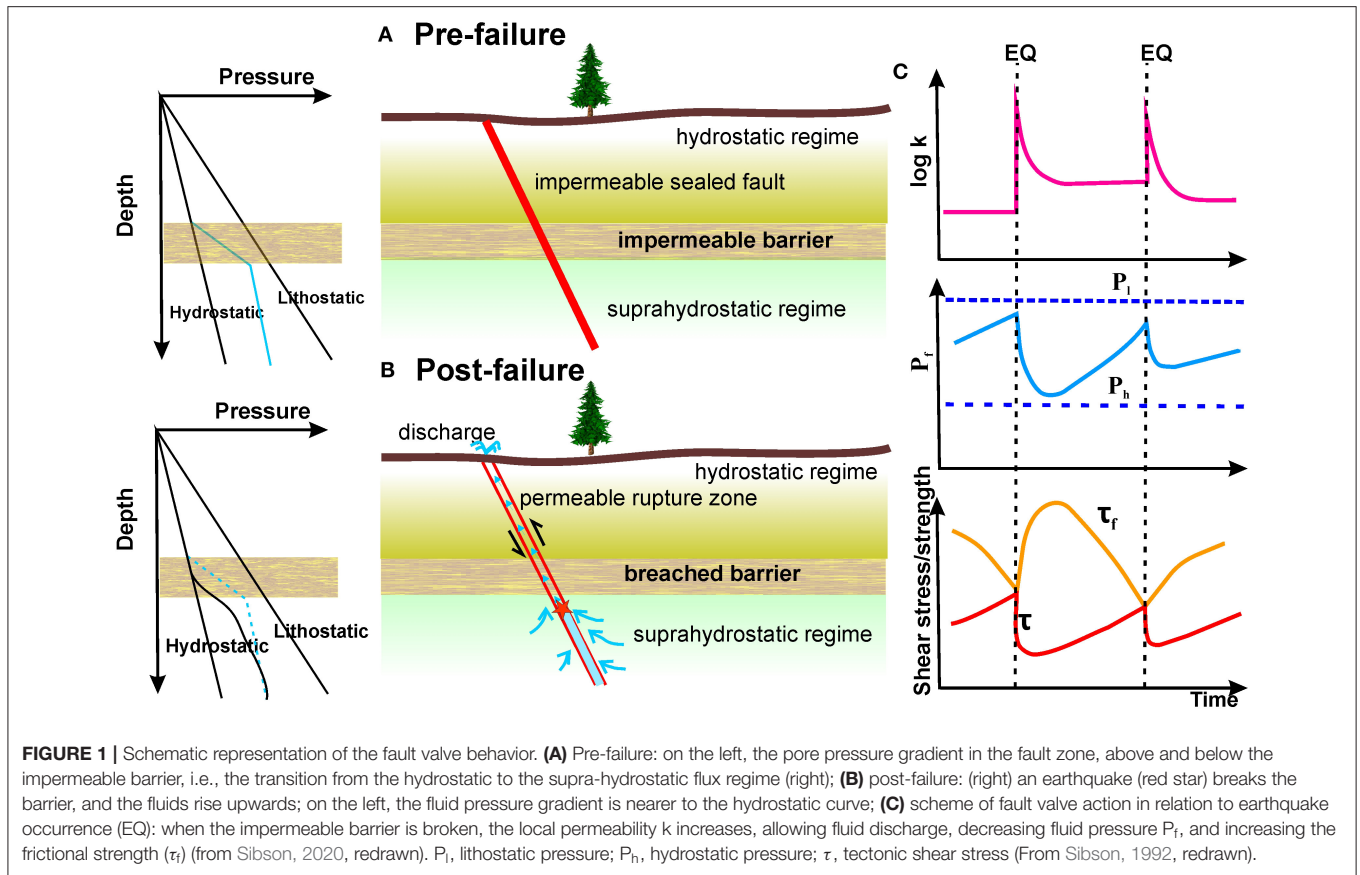 A Pre-failure
Pressure
Depth
Hydrostatic
Lithostatic
hydrostatic regime
impermeable sealed fault
impermeable barrier
suprahydrostatic regime
B Post-failure
Pressure
Depth
Hydrostatic
Lithostatic
discharge
hydrostatic regime
permeable rupture zone
breached barrier
suprahydrostatic regime
C
EQ
EQ
log k
Pl
Pf
Ph
Shear stress/strength
τf
τ
Time
FIGURE 1 | Schematic representation of the fault valve behavior. (A) Pre-failure: on the left, the pore pressure gradient in the fault zone, above and below the
impermeable barrier, i.e., the transition from the hydrostatic to the supra-hydrostatic flux regime (right); (B) post-failure: (right) an earthquake (red star) breaks the
barrier, and the fluids rise upwards; on the left, the fluid pressure gradient is nearer to the hydrostatic curve; (C) scheme of fault valve action in relation to earthquake
occurrence (EQ): when the impermeable barrier is broken, the local permeability k increases, allowing fluid discharge, decreasing fluid pressure Pf, and increasing the
frictional strength (τf) (from Sibson, 2020, redrawn). Pl, lithostatic pressure; Ph, hydrostatic pressure; τ, tectonic shear stress (From Sibson, 1992, redrawn).